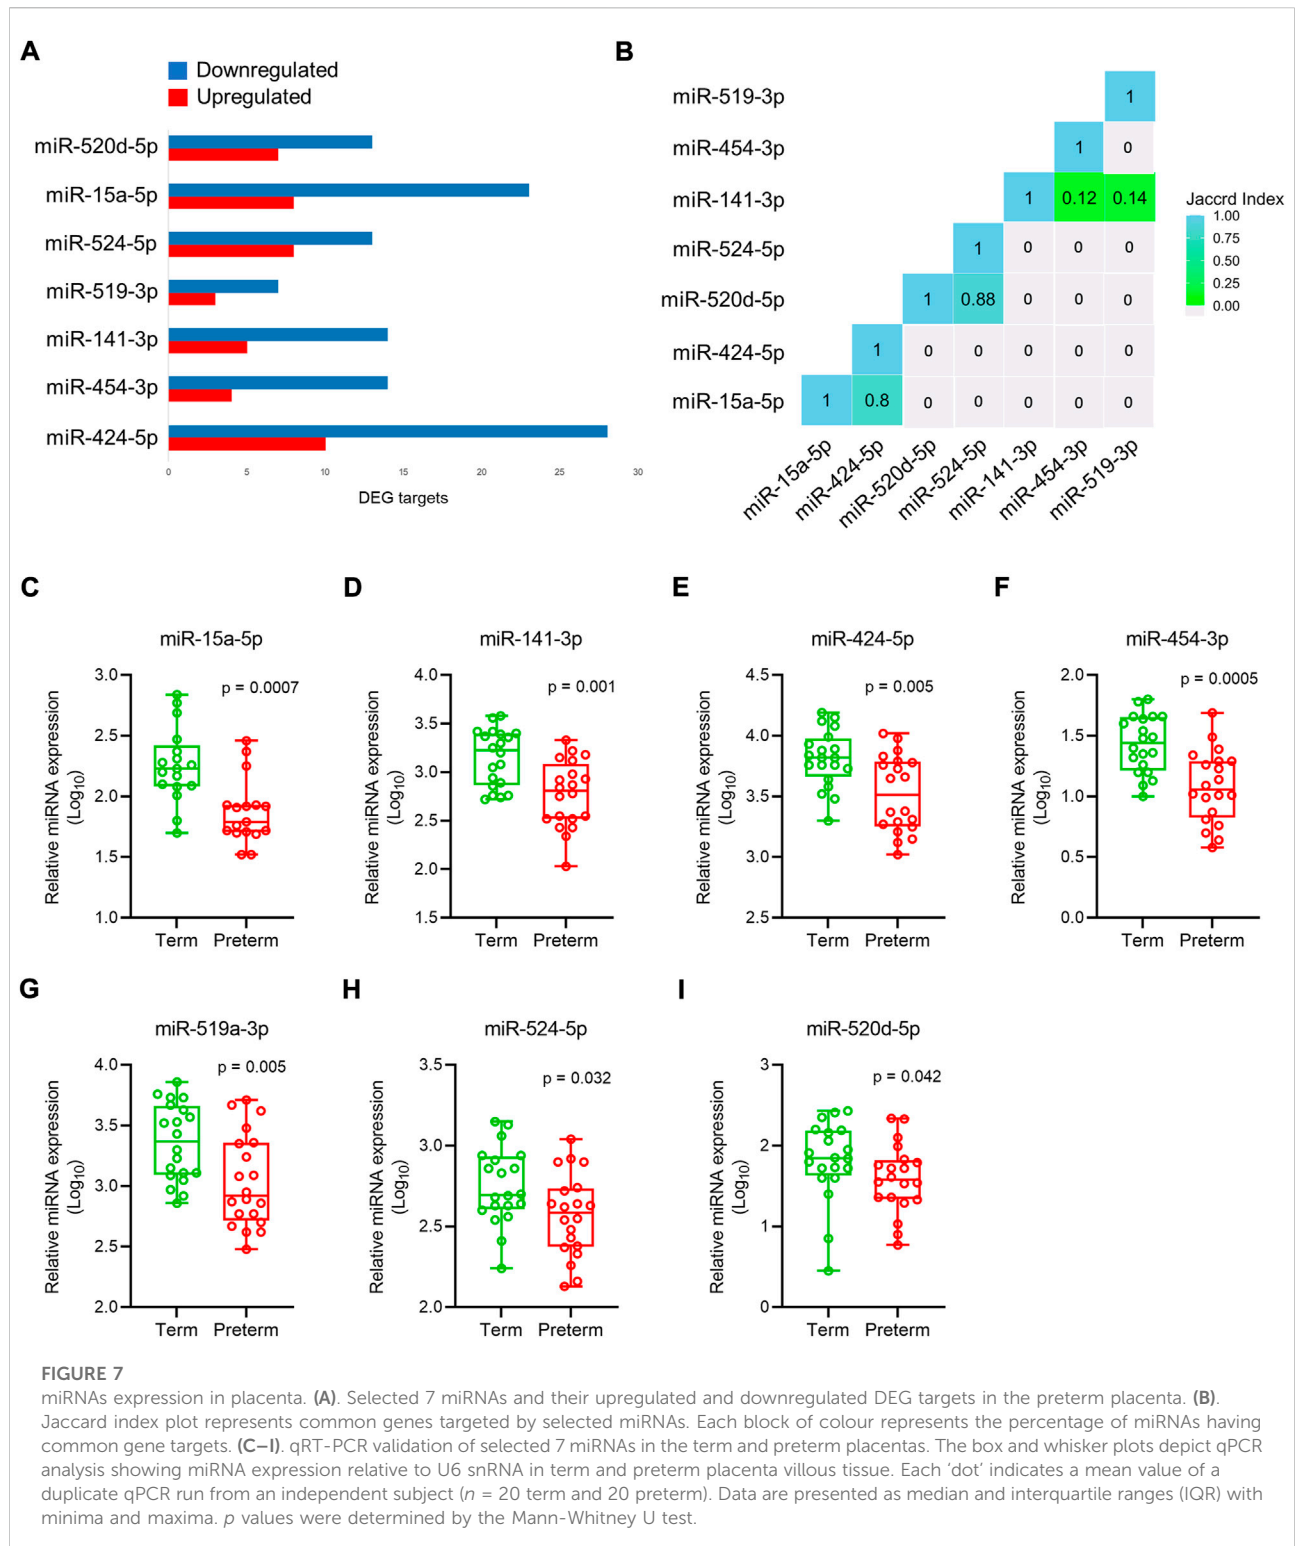 A
Downregulated
Upregulated
miR-520d-5p
miR-15a-5p
miR-524-5p
miR-519-3p
miR-141-3p
miR-454-3p
miR-424-5p
0 5 10 15 20 25 30
DEG targets
B
miR-519-3p 1
miR-454-3p 1 0
miR-141-3p 1 0.12 0.14
miR-524-5p 1 0 0 0
miR-520d-5p 1 0.88 0 0 0
miR-424-5p 1 0 0 0 0 0
miR-15a-5p 1 0.8 0 0 0 0 0
miR-15a-5p miR-424-5p miR-520d-5p miR-524-5p miR-141-3p miR-454-3p miR-519-3p
Jaccrd Index
1.00
0.75
0.50
0.25
0.00
C
miR-15a-5p
p = 0.0007
Relative miRNA expression
(Log10)
3.0
2.5
2.0
1.5
1.0
Term Preterm
D
miR-141-3p
p = 0.001
Relative miRNA expression
(Log10)
4.0
3.5
3.0
2.5
2.0
1.5
Term Preterm
E
miR-424-5p
p = 0.005
Relative miRNA expression
(Log10)
4.5
4.0
3.5
3.0
2.5
Term Preterm
F
miR-454-3p
p = 0.0005
Relative miRNA expression
(Log10)
2.0
1.5
1.0
0.5
0.0
Term Preterm
G
miR-519a-3p
p = 0.005
Relative miRNA expression
(Log10)
4.0
3.5
3.0
2.5
2.0
Term Preterm
H
miR-524-5p
p = 0.032
Relative miRNA expression
(Log10)
3.5
3.0
2.5
2.0
Term Preterm
I
miR-520d-5p
p = 0.042
Relative miRNA expression
(Log10)
3
2
1
0
Term Preterm
FIGURE 7
miRNAs expression in placenta. (A). Selected 7 miRNAs and their upregulated and downregulated DEG targets in the preterm placenta. (B).
Jaccard index plot represents common genes targeted by selected miRNAs. Each block of colour represents the percentage of miRNAs having
common gene targets. (C–I). qRT-PCR validation of selected 7 miRNAs in the term and preterm placentas. The box and whisker plots depict qPCR
analysis showing miRNA expression relative to U6 snRNA in term and preterm placenta villous tissue. Each ‘dot’ indicates a mean value of a
duplicate qPCR run from an independent subject (n = 20 term and 20 preterm). Data are presented as median and interquartile ranges (IQR) with
minima and maxima. p values were determined by the Mann-Whitney U test.